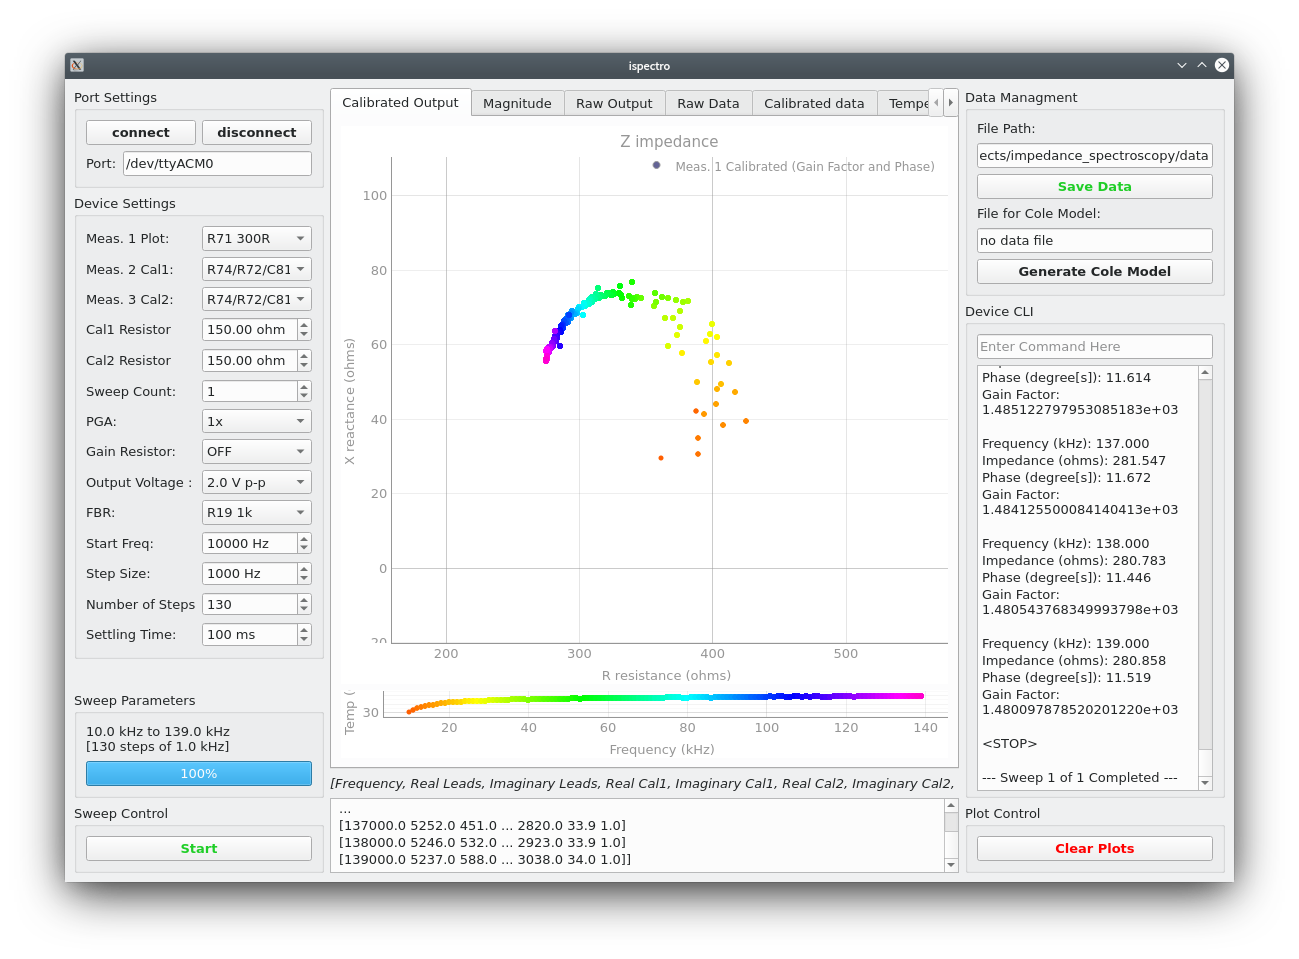 ispectro
Port Settings
connect
disconnect
Port:
/dev/ttyACM0
Device Settings
Meas. 1 Plot:
R71 300R
Meas. 2 Cal1:
R74/R72/C81
Meas. 3 Cal2:
R74/R72/C81
Cal1 Resistor
150.00 ohm
Cal2 Resistor
150.00 ohm
Sweep Count:
1
PGA:
1x
Gain Resistor:
OFF
Output Voltage :
2.0 V p-p
FBR:
R19 1k
Start Freq:
10000 Hz
Step Size:
1000 Hz
Number of Steps
130
Settling Time:
100 ms
Sweep Parameters
10.0 kHz to 139.0 kHz
[130 steps of 1.0 kHz]
100%
Sweep Control
Start
Calibrated Output
Magnitude
Raw Output
Raw Data
Calibrated data
Tempe
Z impedance
Meas. 1 Calibrated (Gain Factor and Phase)
X reactance (ohms)
100
80
60
40
20
0
-20
200
300
400
500
R resistance (ohms)
Temp (
30
20
40
60
80
100
120
140
Frequency (kHz)
[Frequency, Real Leads, Imaginary Leads, Real Cal1, Imaginary Cal1, Real Cal2, Imaginary Cal2,
...
[137000.0 5252.0 451.0 ... 2820.0 33.9 1.0]
[138000.0 5246.0 532.0 ... 2923.0 33.9 1.0]
[139000.0 5237.0 588.0 ... 3038.0 34.0 1.0]]
Data Managment
File Path:
ects/impedance_spectroscopy/data
Save Data
File for Cole Model:
no data file
Generate Cole Model
Device CLI
Enter Command Here
Phase (degree[s]): 11.614
Gain Factor:
1.485122797953085183e+03
Frequency (kHz): 137.000
Impedance (ohms): 281.547
Phase (degree[s]): 11.672
Gain Factor:
1.484125500084140413e+03
Frequency (kHz): 138.000
Impedance (ohms): 280.783
Phase (degree[s]): 11.446
Gain Factor:
1.480543768349993798e+03
Frequency (kHz): 139.000
Impedance (ohms): 280.858
Phase (degree[s]): 11.519
Gain Factor:
1.480097878520201220e+03
<STOP>
--- Sweep 1 of 1 Completed ---
Plot Control
Clear Plots